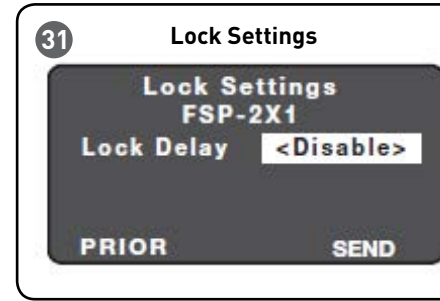 31 Lock Settings
Lock Settings
FSP-2X1
Lock Delay <Disable>
PRIOR SEND